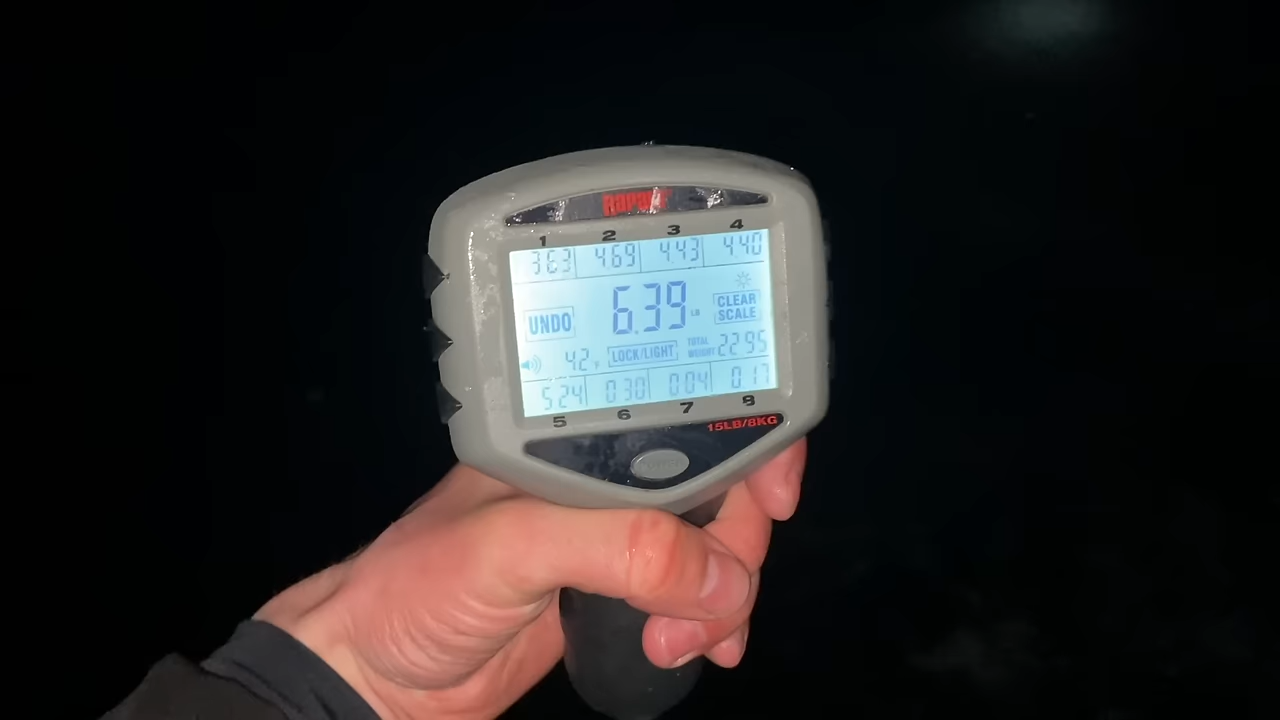 Rapala
1 2 3 4
3.63 4.69 4.43 4.40
UNDO 6.39 LB CLEAR SCALE
42 °F LOCK/LIGHT TOTAL WEIGHT 22.95
5.24 0.30 0.04 0.17
5 6 7 8
15LB/8KG